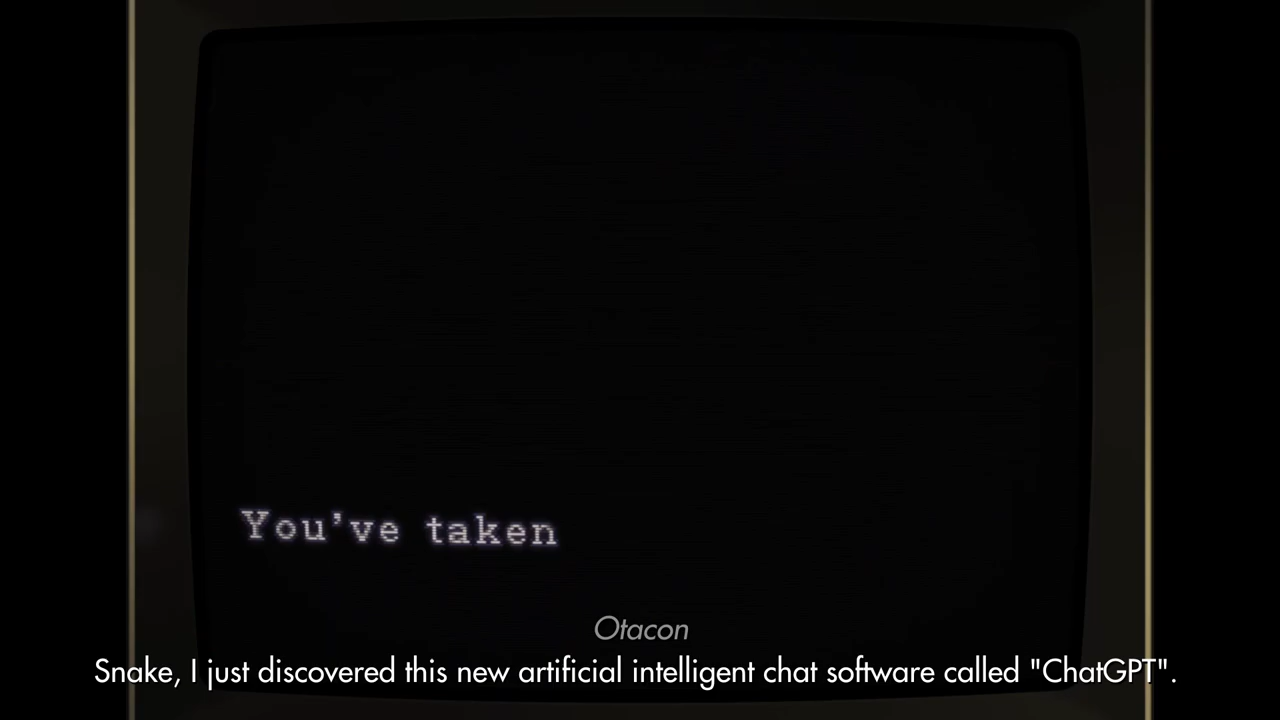 You've taken
Otacon
Snake, I just discovered this new artificial intelligent chat software called "ChatGPT".